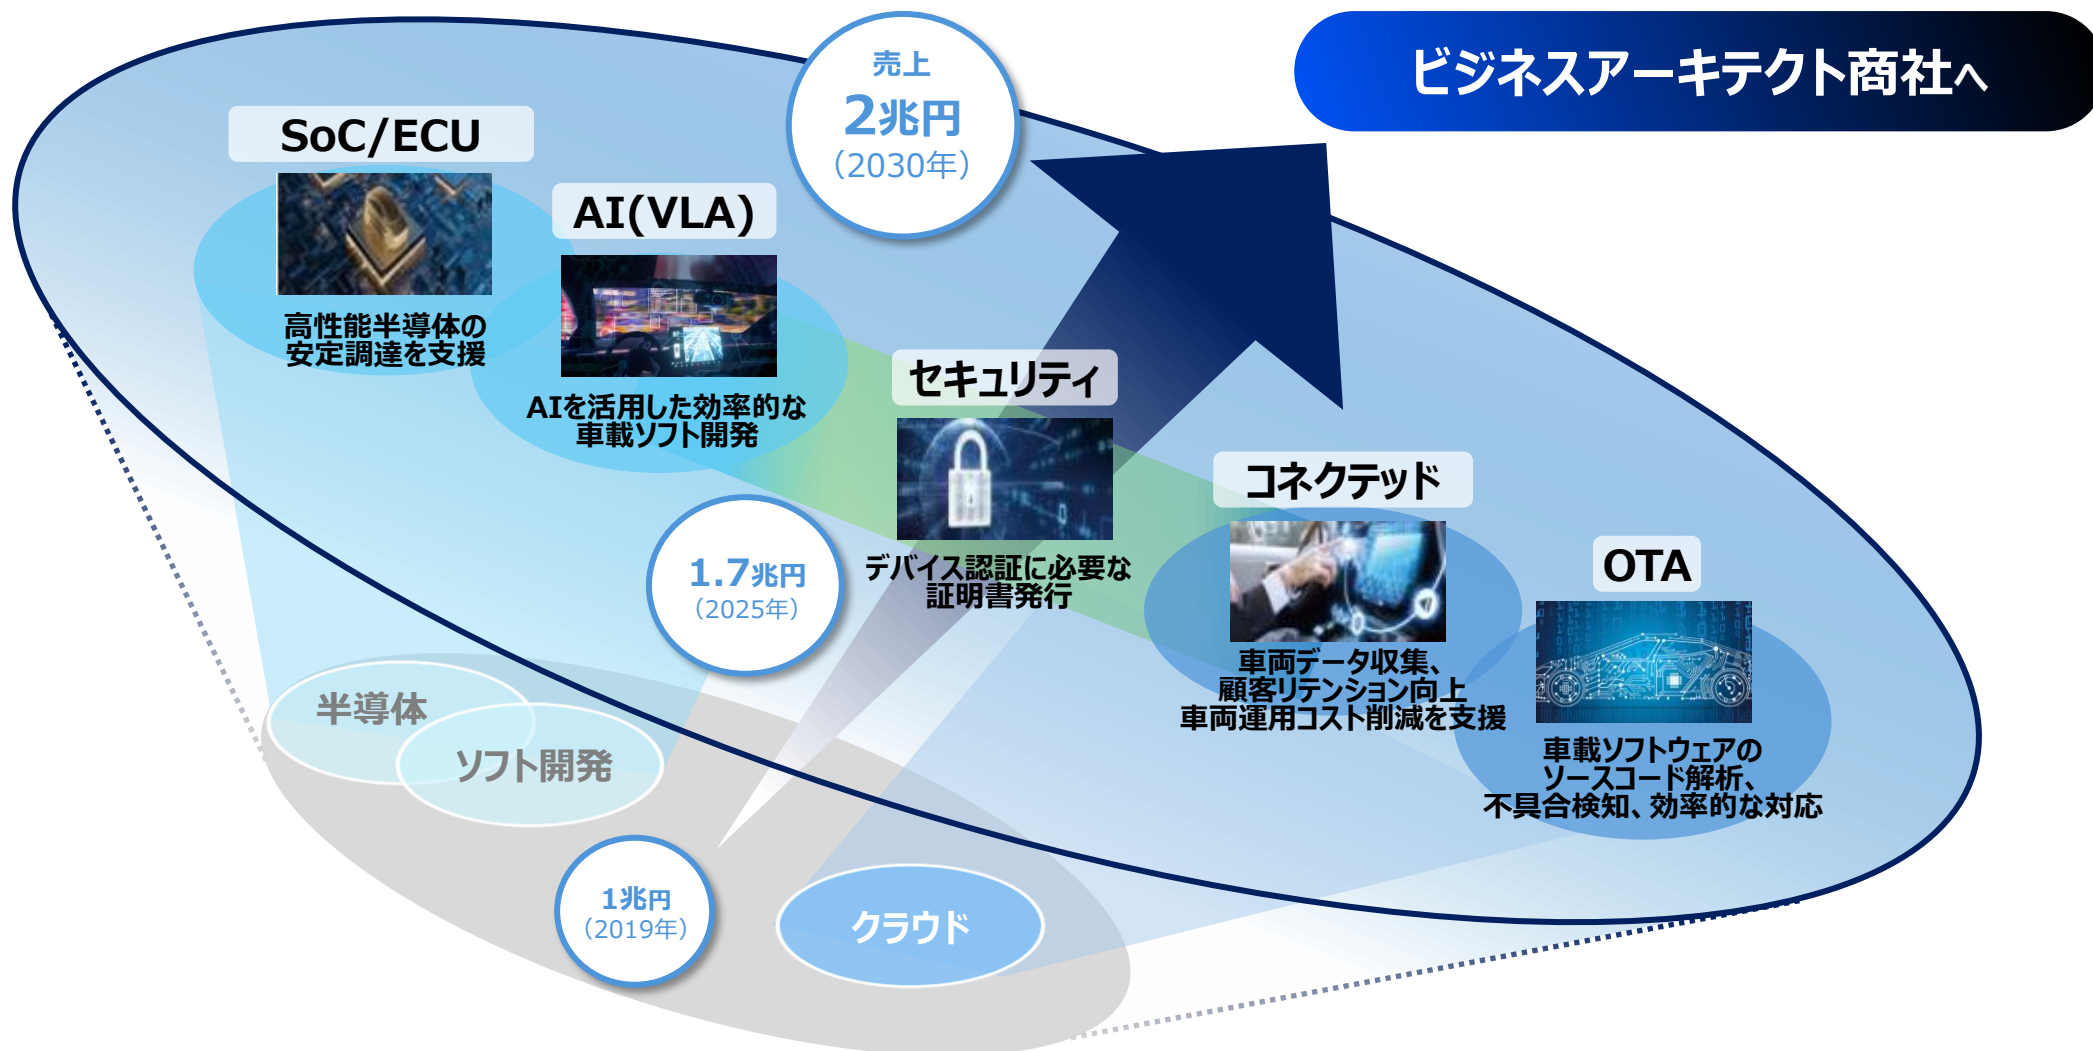 ビジネスアーキテクト商社へ
売上
2兆円
（2030年）
SoC/ECU
高性能半導体の
安定調達を支援
AI(VLA)
AIを活用した効率的な
車載ソフト開発
セキュリティ
デバイス認証に必要な
証明書発行
コネクテッド
車両データ収集、
顧客リテンション向上
車両運用コスト削減を支援
OTA
車載ソフトウェアの
ソースコード解析、
不具合検知、効率的な対応
1.7兆円
（2025年）
半導体
ソフト開発
1兆円
（2019年）
クラウド